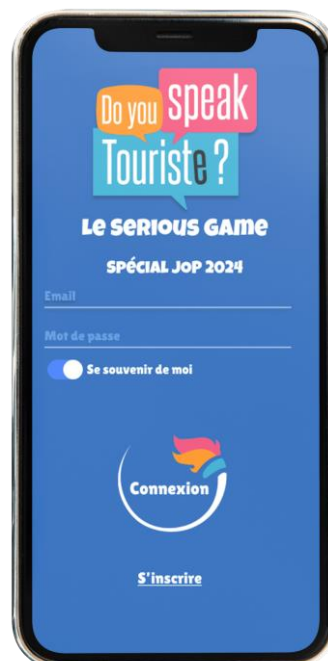 Do you speak
Touriste ?
Le Serious Game
SPÉCIAL JOP 2024
Email
Mot de passe
Se souvenir de moi
Connexion
S'inscrire